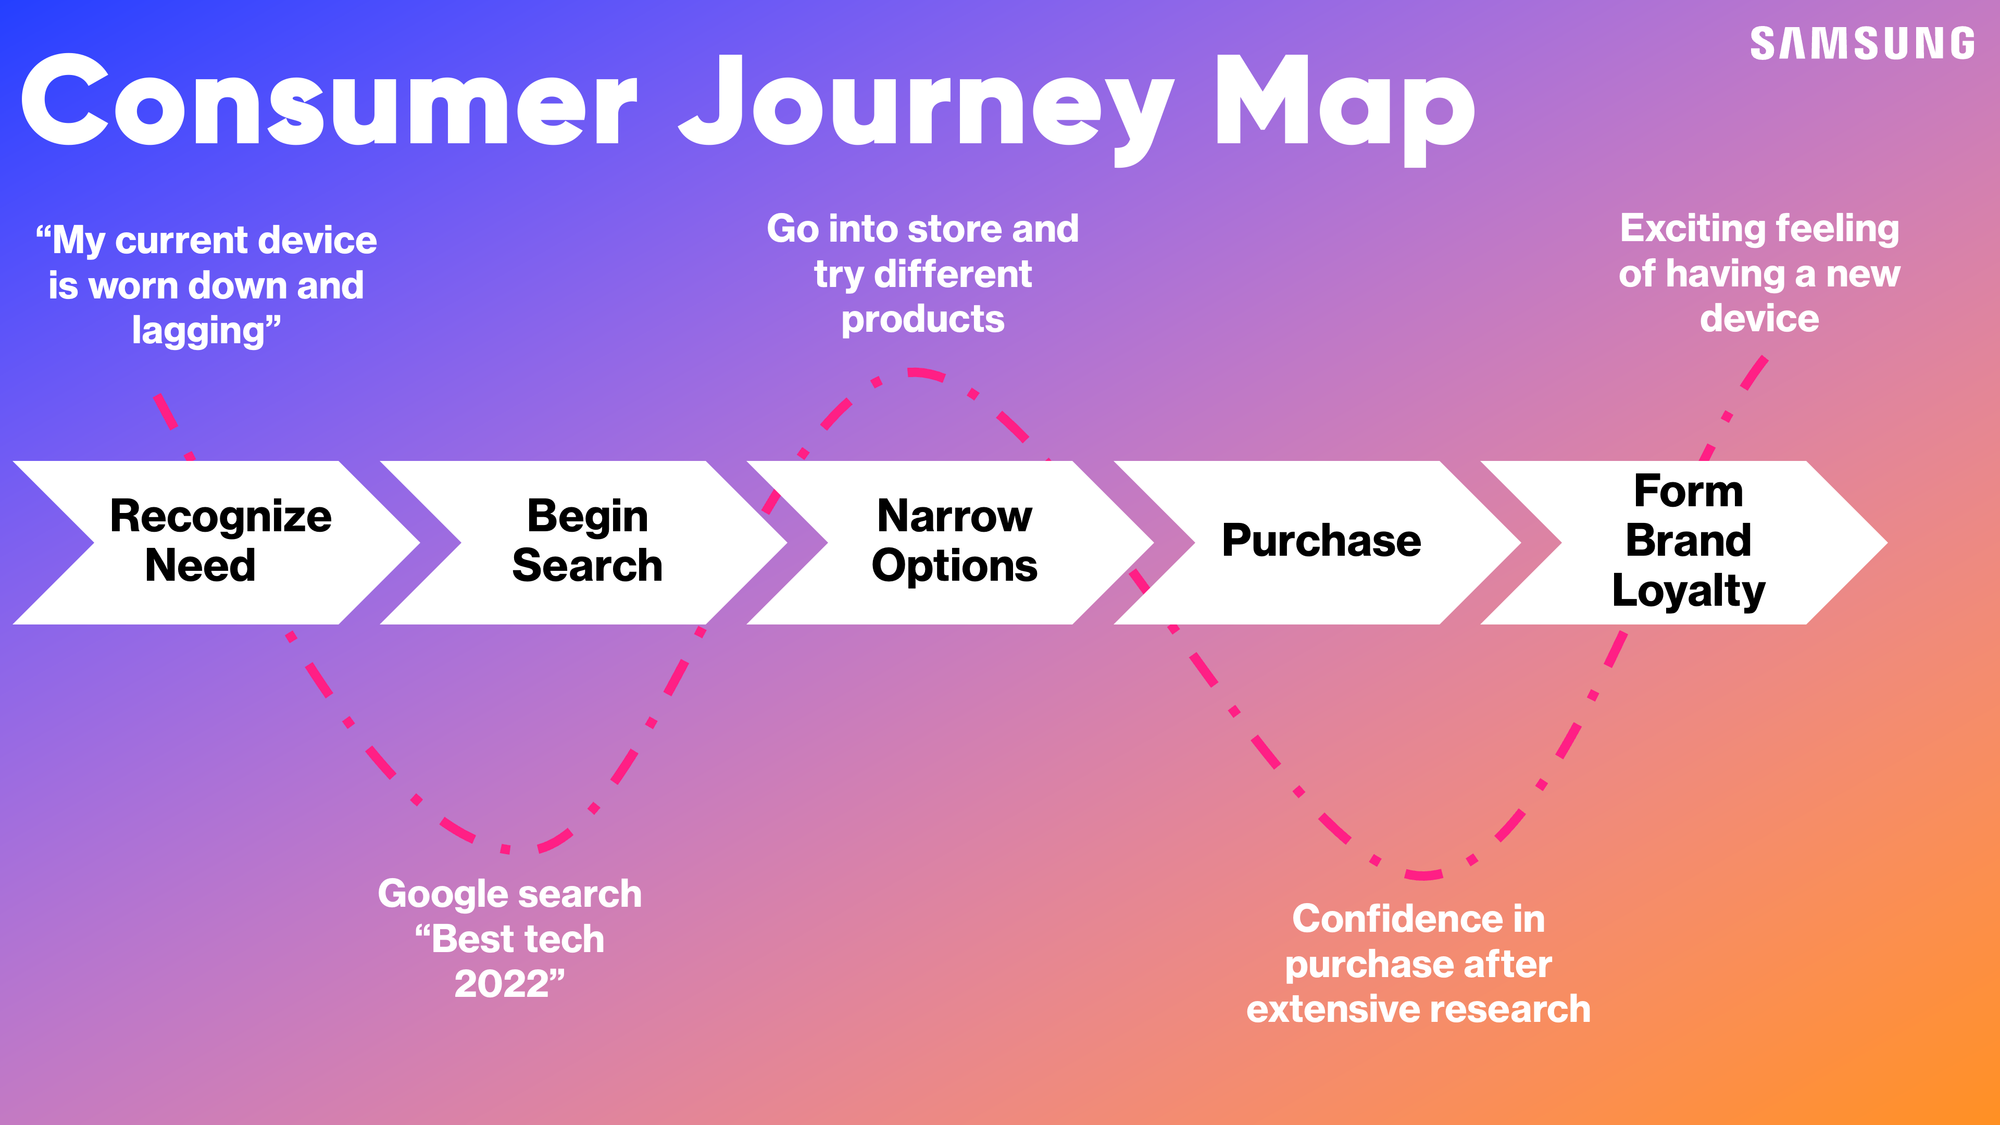 SAMSUNG
Consumer Journey Map
“My current device
is worn down and
lagging”
Go into store and
try different
products
Exciting feeling
of having a new
device
Recognize
Need
Begin
Search
Narrow
Options
Purchase
Form
Brand
Loyalty
Google search
“Best tech
2022”
Confidence in
purchase after
extensive research